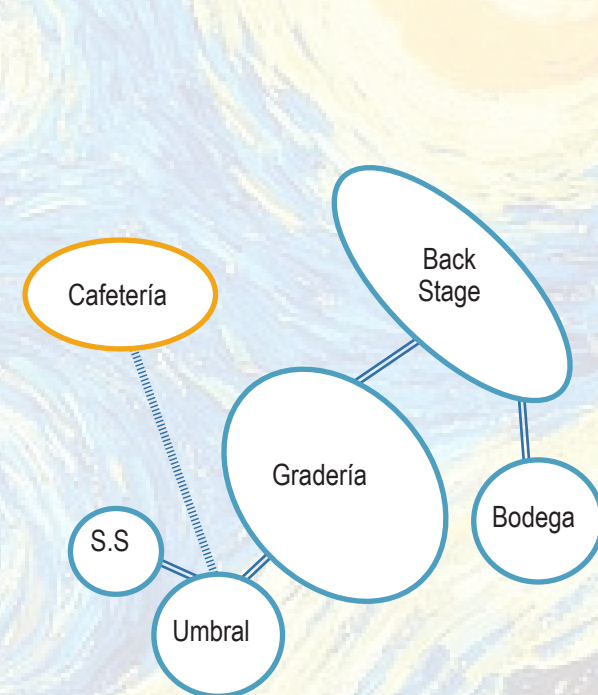 Back
Stage
Cafetería
Gradería
Bodega
S.S
Umbral